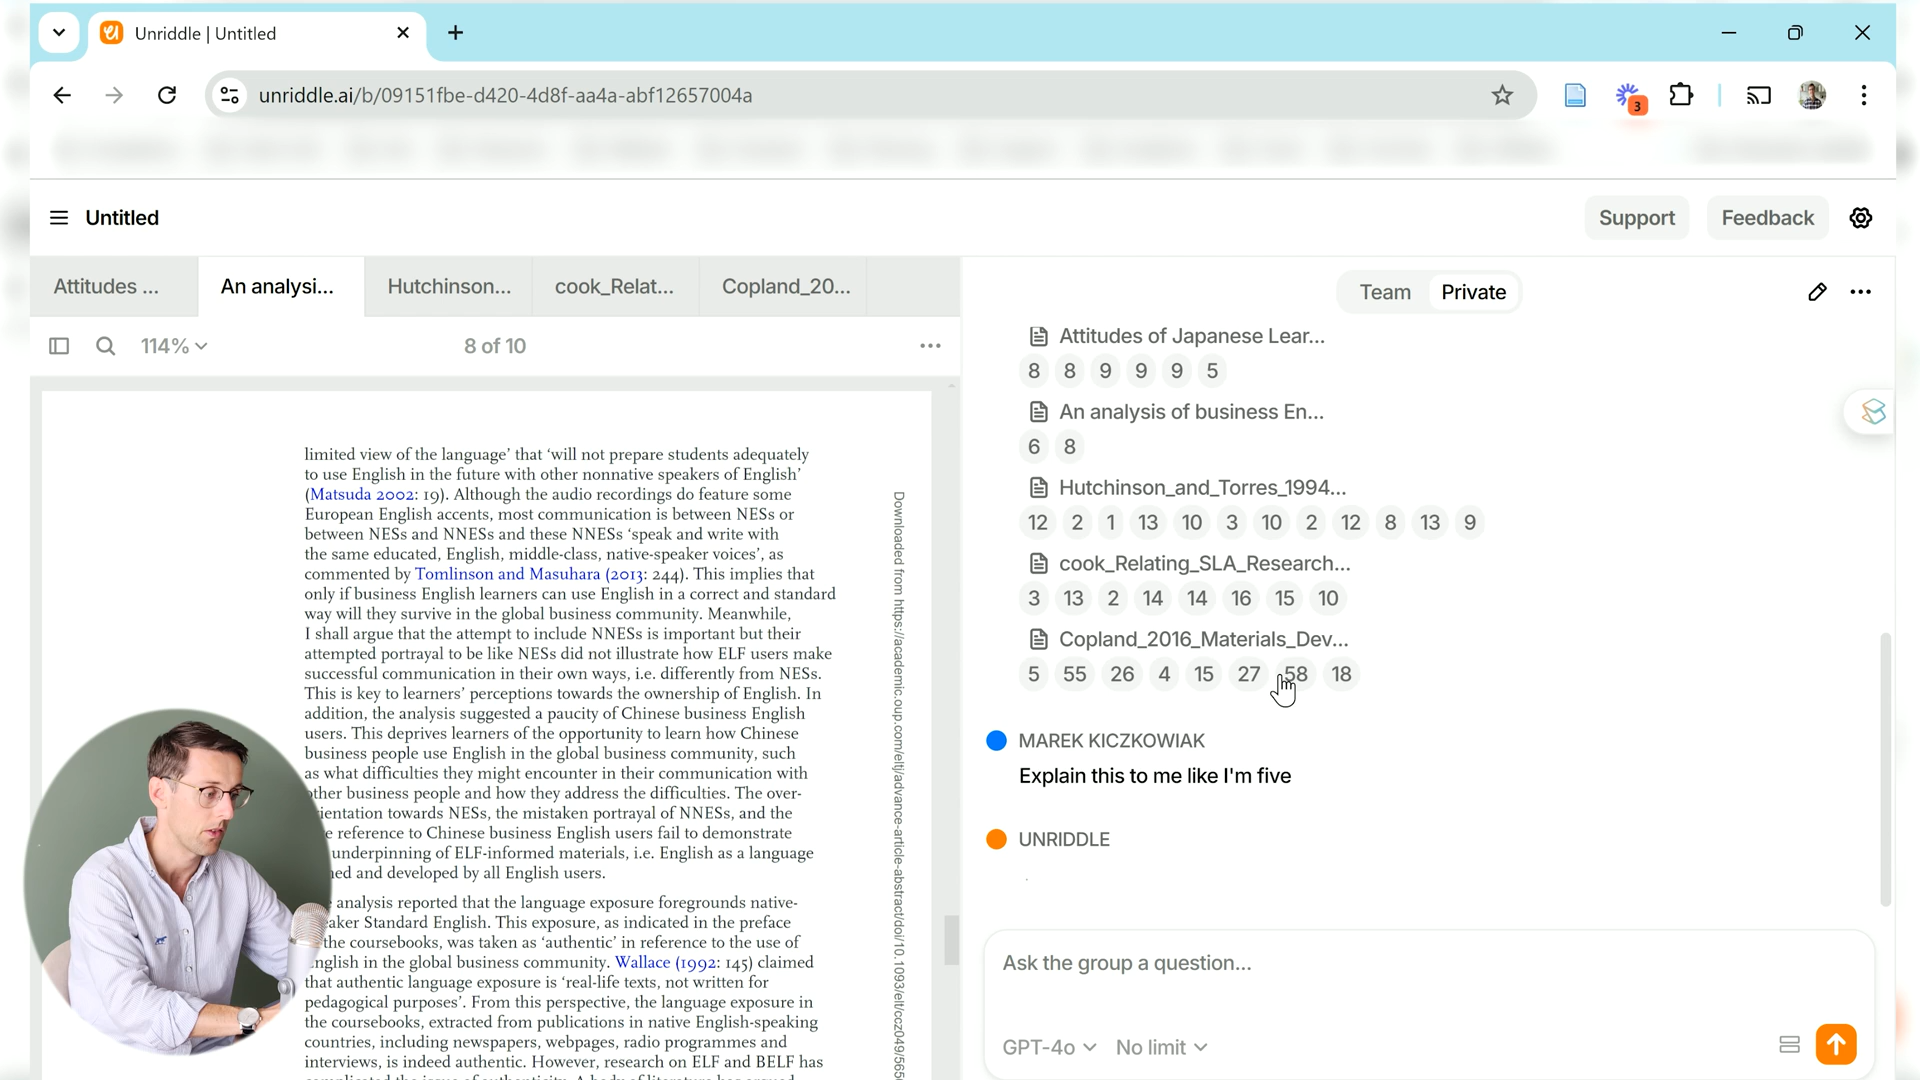 Unriddle | Untitled
unriddle.ai/b/09151fbe-d420-4d8f-aa4a-abf12657004a
3
Untitled
Support
Feedback
Attitudes ...
An analysi...
Hutchinson...
cook_Relat...
Copland_20...
114%
8 of 10
limited view of the language’ that ‘will not prepare students adequately
to use English in the future with other nonnative speakers of English’
(Matsuda 2002: 19). Although the audio recordings do feature some
European English accents, most communication is between NESs or
between NESs and NNESs and these NNESs ‘speak and write with
the same educated, English, middle-class, native-speaker voices’, as
commented by Tomlinson and Masuhara (2013: 244). This implies that
only if business English learners can use English in a correct and standard
way will they survive in the global business community. Meanwhile,
I shall argue that the attempt to include NNESs is important but their
attempted portrayal to be like NESs did not illustrate how ELF users make
successful communication in their own ways, i.e. differently from NESs.
This is key to learners’ perceptions towards the ownership of English. In
addition, the analysis suggested a paucity of Chinese business English
users. This deprives learners of the opportunity to learn how Chinese
business people use English in the global business community, such
as what difficulties they might encounter in their communication with
other business people and how they address the difficulties. The over-
orientation towards NESs, the mistaken portrayal of NNESs, and the
reference to Chinese business English users fail to demonstrate
underpinning of ELF-informed materials, i.e. English as a language
and developed by all English users.
analysis reported that the language exposure foregrounds native-
speaker Standard English. This exposure, as indicated in the preface
the coursebooks, was taken as ‘authentic’ in reference to the use of
English in the global business community. Wallace (1992: 145) claimed
that authentic language exposure is ‘real-life texts, not written for
pedagogical purposes’. From this perspective, the language exposure in
the coursebooks, extracted from publications in native English-speaking
countries, including newspapers, webpages, radio programmes and
interviews, is indeed authentic. However, research on ELF and BELF has
Downloaded from https://academic.oup.com/eltj/advance-article-abstract/doi/10.1093/elt/ccz049/565
Team
Private
Attitudes of Japanese Lear...
8 8 9 9 9 5
An analysis of business En...
6 8
Hutchinson_and_Torres_1994...
12 2 1 13 10 3 10 2 12 8 13 9
cook_Relating_SLA_Research...
3 13 2 14 14 16 15 10
Copland_2016_Materials_Dev...
5 55 26 4 15 27 58 18
MAREK KICZKOWIAK
Explain this to me like I'm five
UNRIDDLE
Ask the group a question...
GPT-4o
No limit